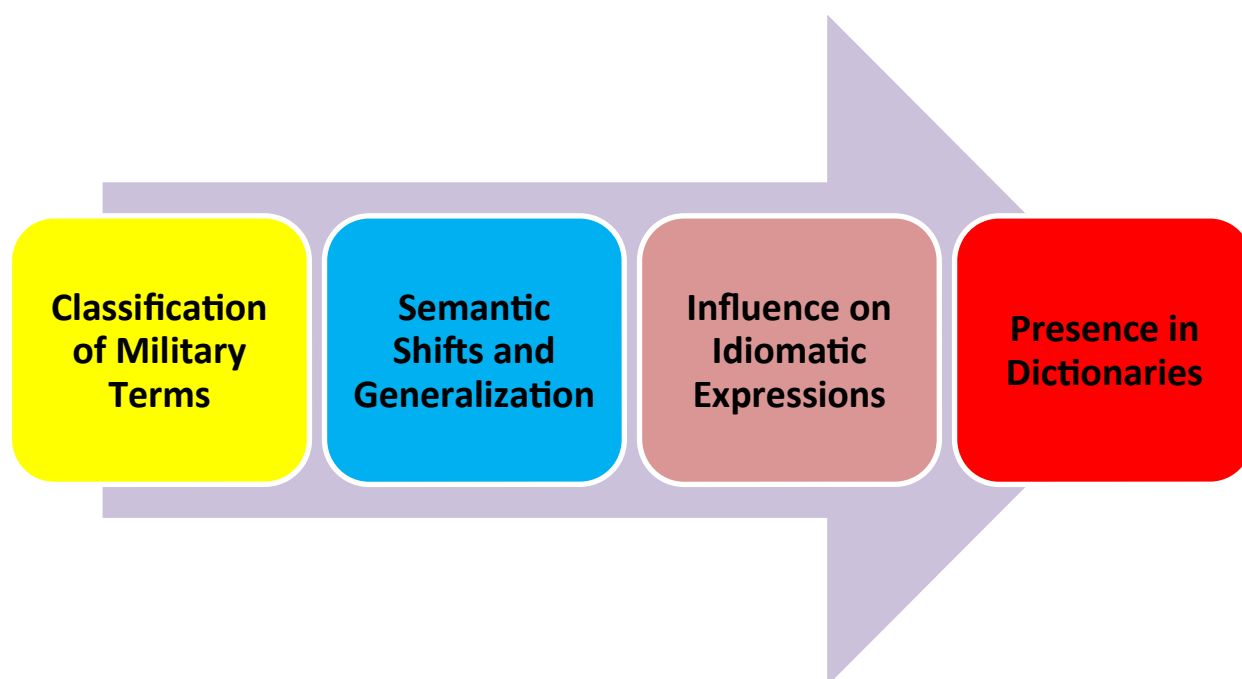 Classification
of Military
Terms
Semantic
Shifts and
Generalization
Influence on
Idiomatic
Expressions
Presence in
Dictionaries